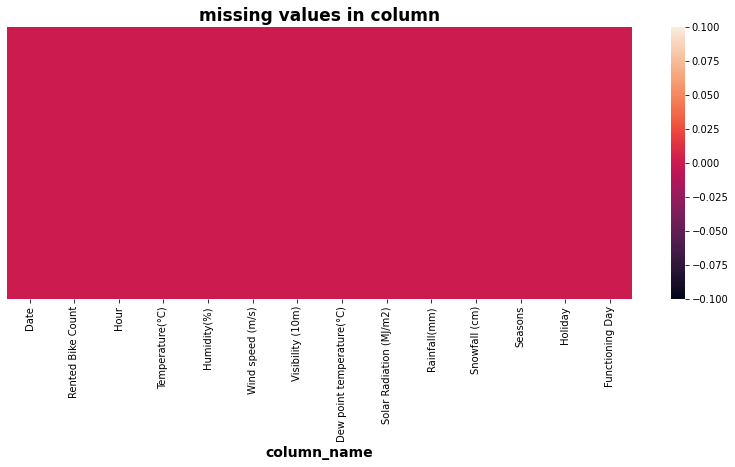 missing values in column
0.100
0.075
0.050
0.025
0.000
−0.025
−0.050
−0.075
−0.100
Date
Rented Bike Count
Hour
Temperature(°C)
Humidity(%)
Wind speed (m/s)
Visibility (10m)
Dew point temperature(°C)
Solar Radiation (MJ/m2)
Rainfall(mm)
Snowfall (cm)
Seasons
Holiday
Functioning Day
column_name